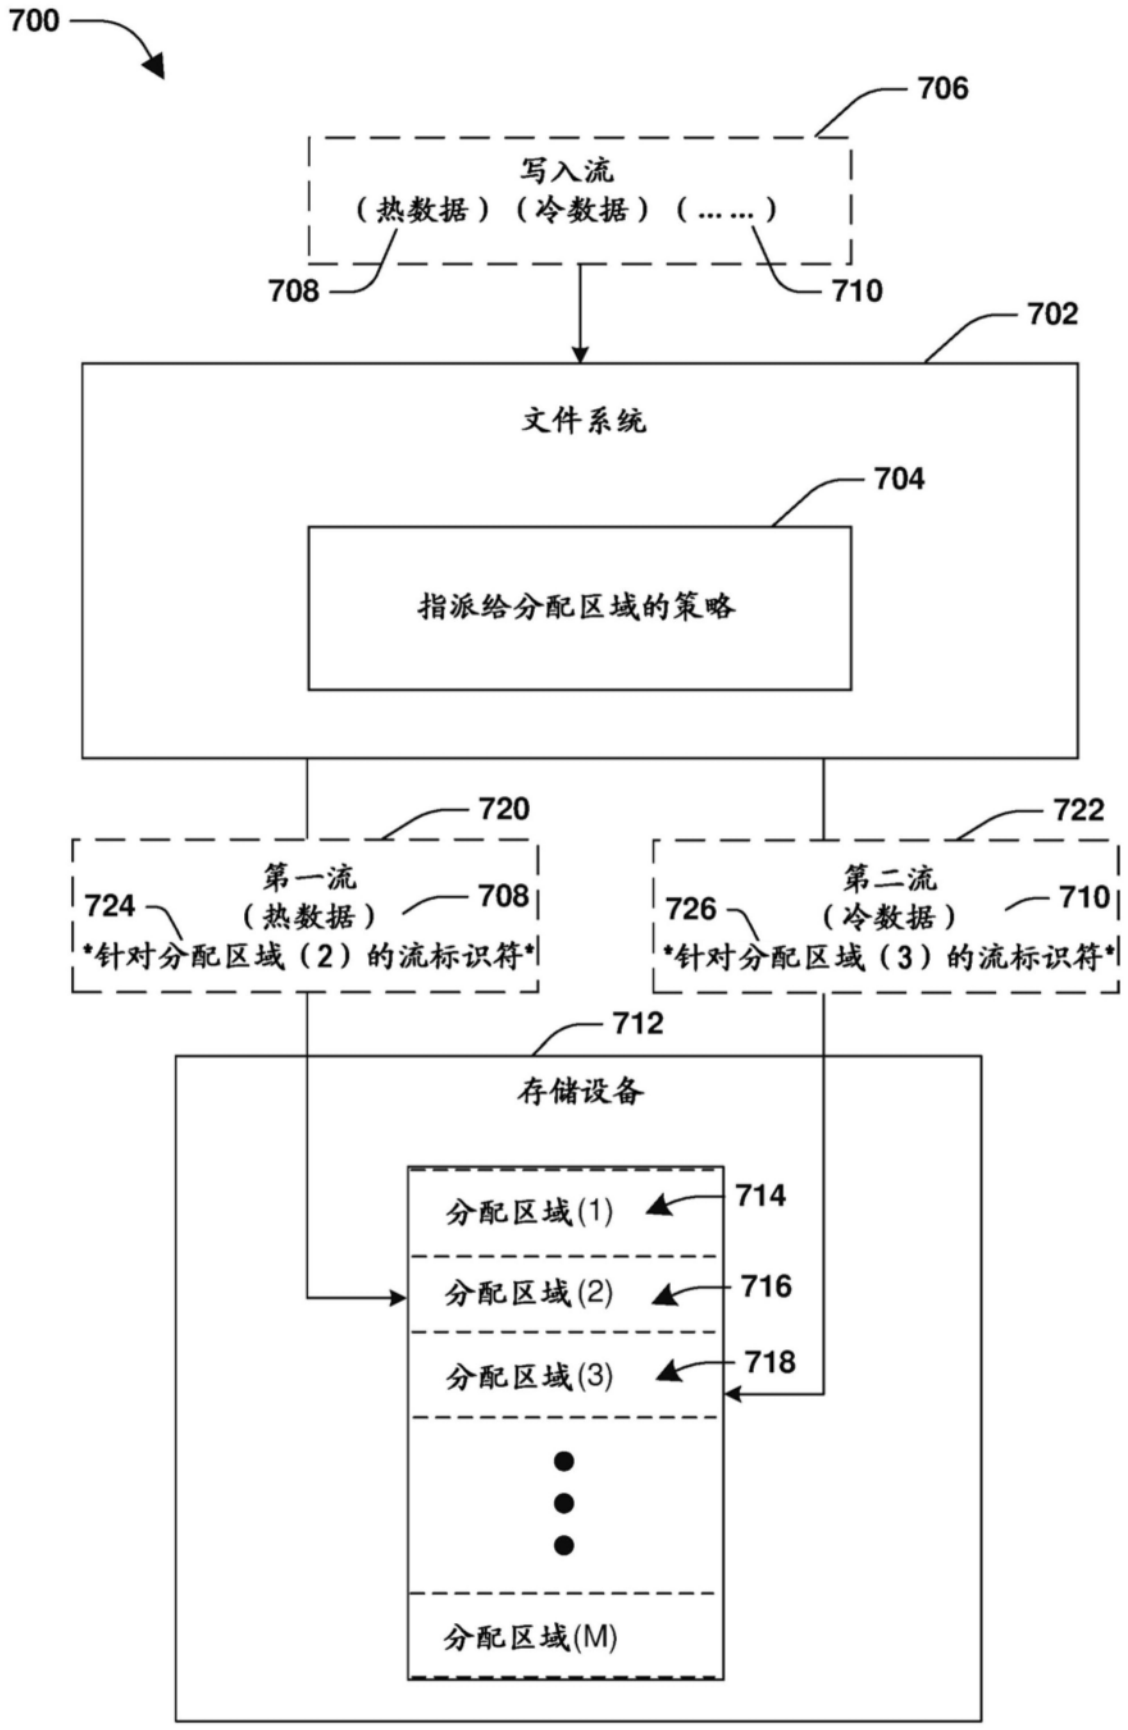 700
706
写入流
（热数据）（冷数据）（... ...）
708
710
702
文件系统
704
指派给分配区域的策略
720
722
第一流
724
（热数据）
708
*针对分配区域（2）的流标识符*
第二流
726
（冷数据）
710
*针对分配区域（3）的流标识符*
712
存储设备
分配区域(1)
714
分配区域(2)
716
分配区域(3)
718
分配区域(M)